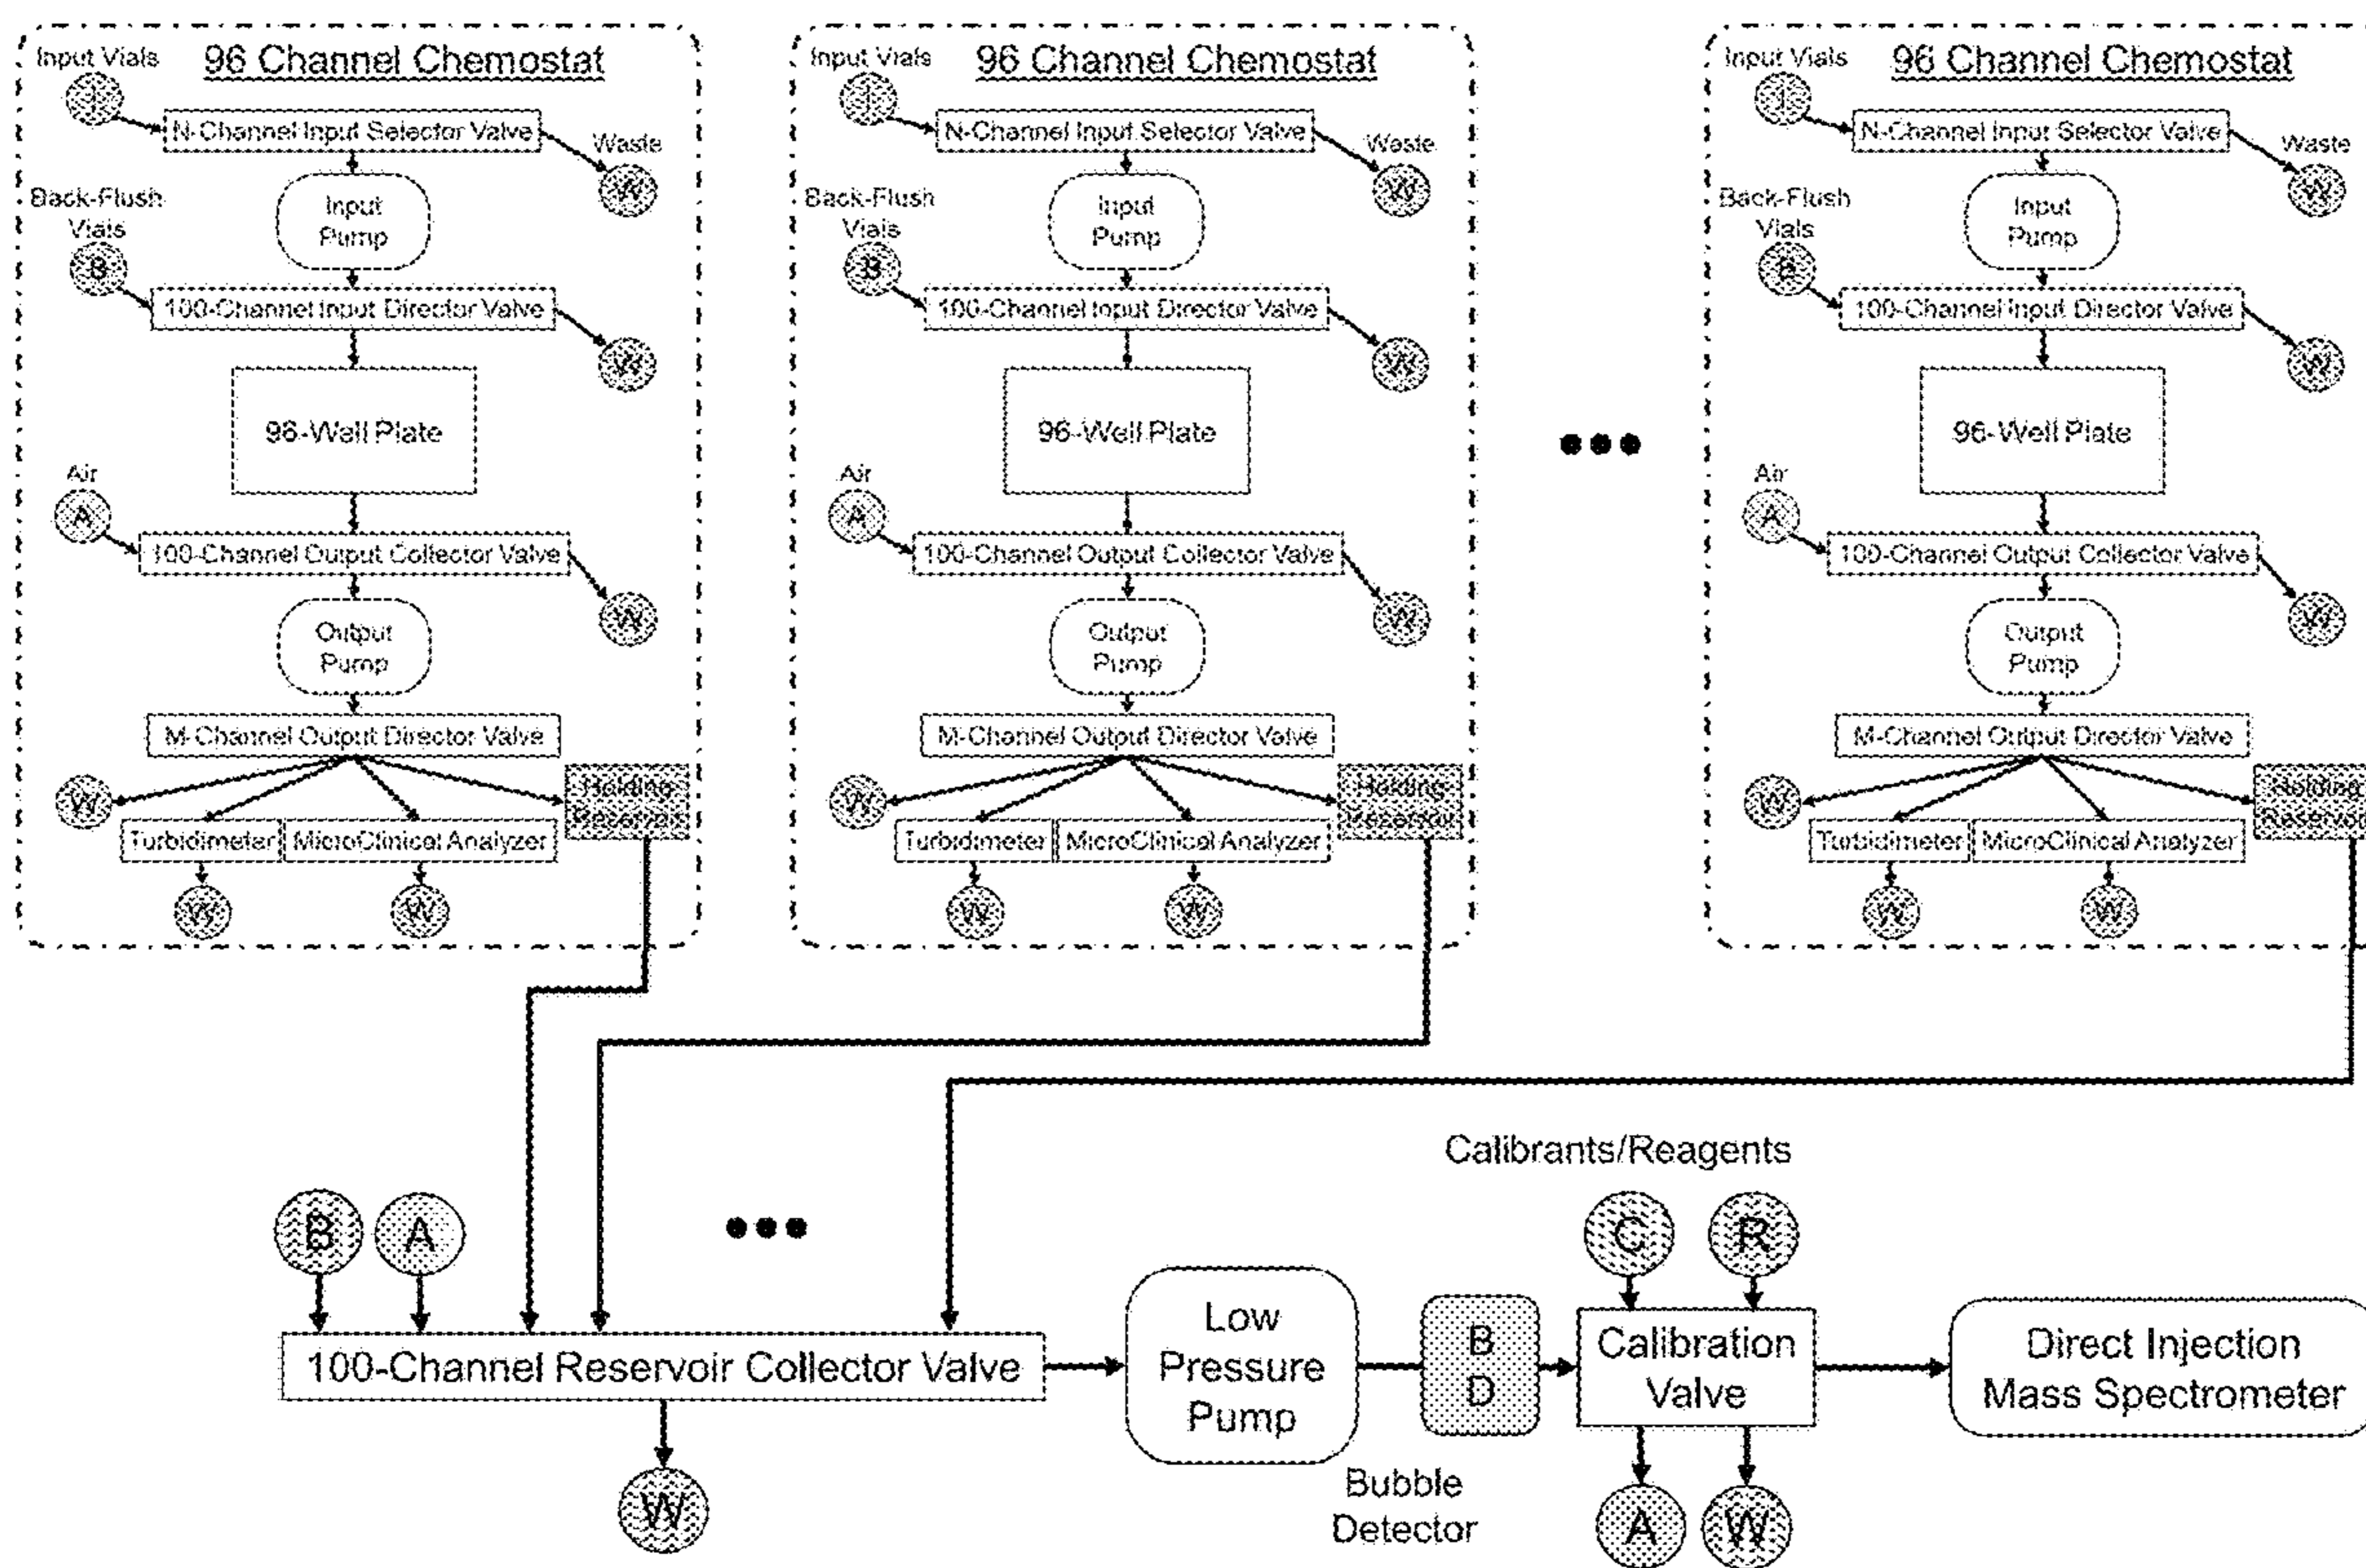 96 Channel Chemostat
Input Vials
I
N-Channel Input Selector Valve
Waste
W
Input
Pump
Back-Flush
Vials
B
100-Channel Input Director Valve
W
96-Well Plate
Air
A
100-Channel Output Collector Valve
W
Output
Pump
M-Channel Output Director Valve
W
Turbidimeter
MicroClinical Analyzer
Holding
Reservoir
W
W
96 Channel Chemostat
Input Vials
I
N-Channel Input Selector Valve
Waste
W
Input
Pump
Back-Flush
Vials
B
100-Channel Input Director Valve
W
96-Well Plate
Air
A
100-Channel Output Collector Valve
W
Output
Pump
M-Channel Output Director Valve
W
Turbidimeter
MicroClinical Analyzer
Holding
Reservoir
W
W
96 Channel Chemostat
Input Vials
I
N-Channel Input Selector Valve
Waste
W
Input
Pump
Back-Flush
Vials
B
100-Channel Input Director Valve
W
96-Well Plate
Air
A
100-Channel Output Collector Valve
W
Output
Pump
M-Channel Output Director Valve
W
Turbidimeter
MicroClinical Analyzer
Holding
Reservoir
W
W
B
A
100-Channel Reservoir Collector Valve
W
Low
Pressure
Pump
B
D
Bubble
Detector
Calibrants/Reagents
C
R
Calibration
Valve
A
W
Direct Injection
Mass Spectrometer